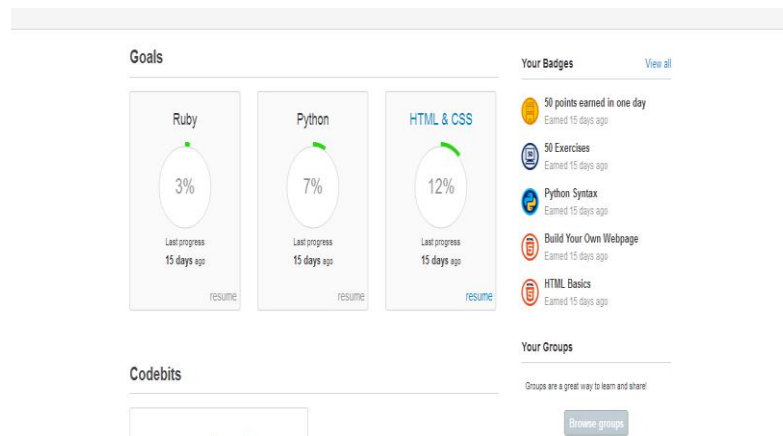 Goals
Ruby
3%
Last progress
15 days ago
resume
Python
7%
Last progress
15 days ago
resume
HTML & CSS
12%
Last progress
15 days ago
resume
Codebits
Your Badges View all
50 points earned in one day
Earned 15 days ago
50 Exercises
Earned 15 days ago
Python Syntax
Earned 15 days ago
Build Your Own Webpage
Earned 15 days ago
HTML Basics
Earned 15 days ago
Your Groups
Groups are a great way to learn and share!
Browse groups